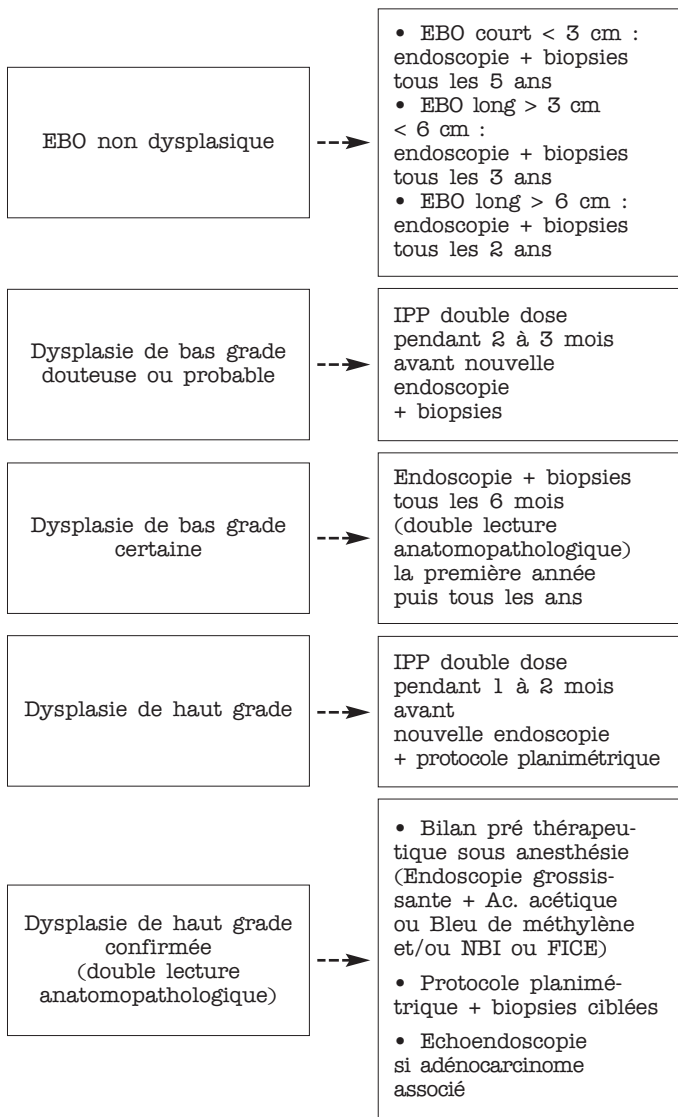 EBO non dysplasique
• EBO court < 3 cm :
endoscopie + biopsies
tous les 5 ans
• EBO long > 3 cm
< 6 cm :
endoscopie + biopsies
tous les 3 ans
• EBO long > 6 cm :
endoscopie + biopsies
tous les 2 ans
Dysplasie de bas grade
douteuse ou probable
IPP double dose
pendant 2 à 3 mois
avant nouvelle
endoscopie
+ biopsies
Dysplasie de bas grade
certaine
Endoscopie + biopsies
tous les 6 mois
(double lecture
anatomopathologique)
la première année
puis tous les ans
Dysplasie de haut grade
IPP double dose
pendant 1 à 2 mois
avant
nouvelle endoscopie
+ protocole planimétrique
Dysplasie de haut grade
confirmée
(double lecture
anatomopathologique)
• Bilan pré thérapeu-
tique sous anesthésie
(Endoscopie grossis-
sante + Ac. acétique
ou Bleu de méthylène
et/ou NBI ou FICE)
• Protocole planimé-
trique + biopsies ciblées
• Echoendoscopie
si adénocarcinome
associé